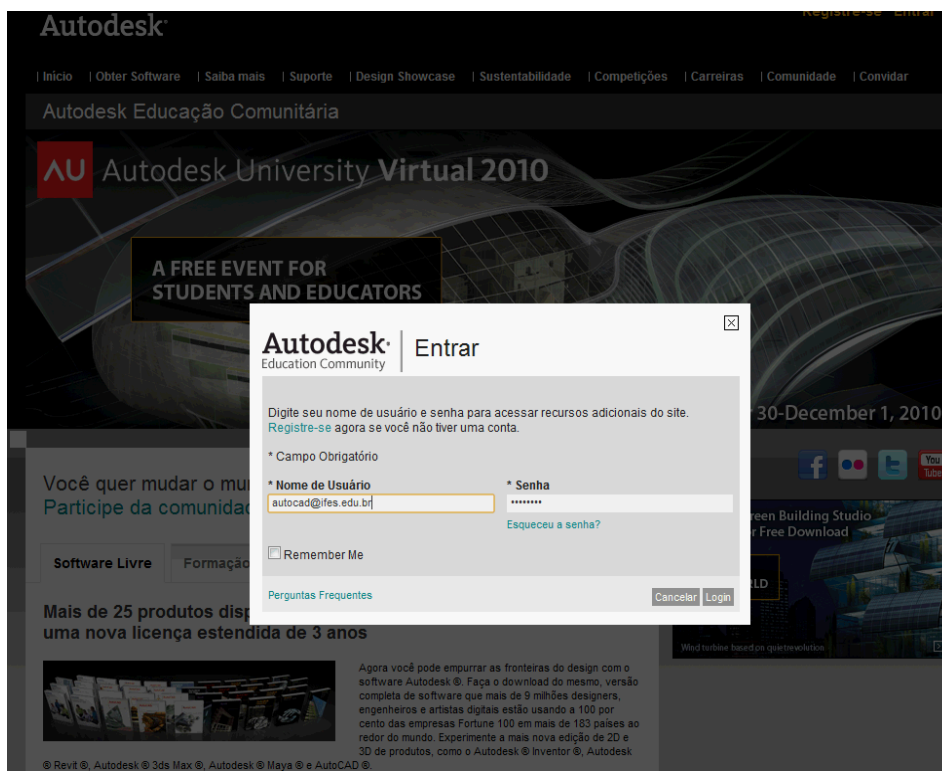 Autodesk
Registre-se Entrar
| Início | Obter Software | Saiba mais | Suporte | Design Showcase | Sustentabilidade | Competições | Carreiras | Comunidade | Convidar
Autodesk Educação Comunitária
AU Autodesk University Virtual 2010
A FREE EVENT FOR
STUDENTS AND EDUCATORS
30-December 1, 2010
Autodesk
Education Community
Entrar
Digite seu nome de usuário e senha para acessar recursos adicionais do site.
Registre-se agora se você não tiver uma conta.
* Campo Obrigatório
* Nome de Usuário * Senha
autocad@ifes.edu.br ••••••••
Esqueceu a senha?
Remember Me
Perguntas Frequentes
Cancelar Login
You
Tube
Você quer mudar o
Participe da
Software Livre Formação
Mais de 25 produtos
uma nova licença estendida de 3 anos
Agora você pode empurrar as fronteiras do design com o
software Autodesk ®. Faça o download do mesmo, versão
completa de software que mais de 9 milhões designers,
engenheiros e artistas digitais estão usando a 100 por
cento das empresas Fortune 100 em mais de 183 países ao
redor do mundo. Experimente a mais nova edição de 2D e
3D de produtos, como o Autodesk ® Inventor ®, Autodesk
® Revit ®, Autodesk ® 3ds Max ®, Autodesk ® Maya ® e AutoCAD ®.
Building Studio
Free Download
Wind turbine based on quietrevolution